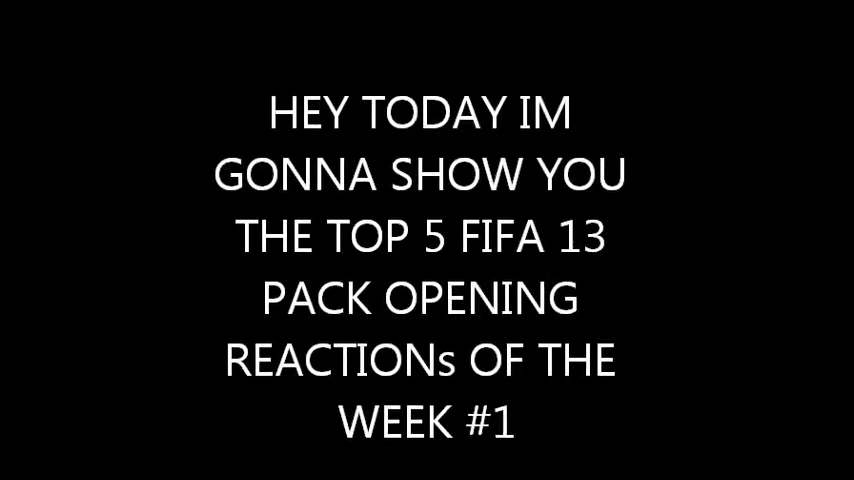 HEY TODAY IM
GONNA SHOW YOU
THE TOP 5 FIFA 13
PACK OPENING
REACTIONs OF THE
WEEK #1